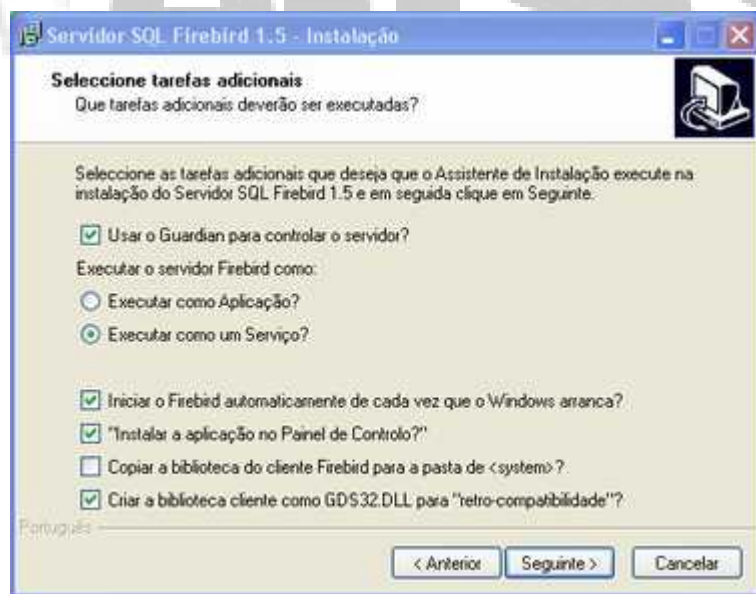 Servidor SQL Firebird 1.5 - Instalação
Seleccione tarefas adicionais
Que tarefas adicionais deverão ser executadas?
Seleccione as tarefas adicionais que deseja que o Assistente de Instalação execute na
instalação do Servidor SQL Firebird 1.5 e em seguida clique em Seguinte.
Usar o Guardian para controlar o servidor?
Executar o servidor Firebird como:
Executar como Aplicação?
Executar como um Serviço?
Iniciar o Firebird automaticamente de cada vez que o Windows arranca?
"Instalar a aplicação no Painel de Controlo?"
Copiar a biblioteca do cliente Firebird para a pasta de <system>?
Criar a biblioteca cliente como GDS32.DLL para "retro-compatibilidade"?
Português
< Anterior Seguinte > Cancelar